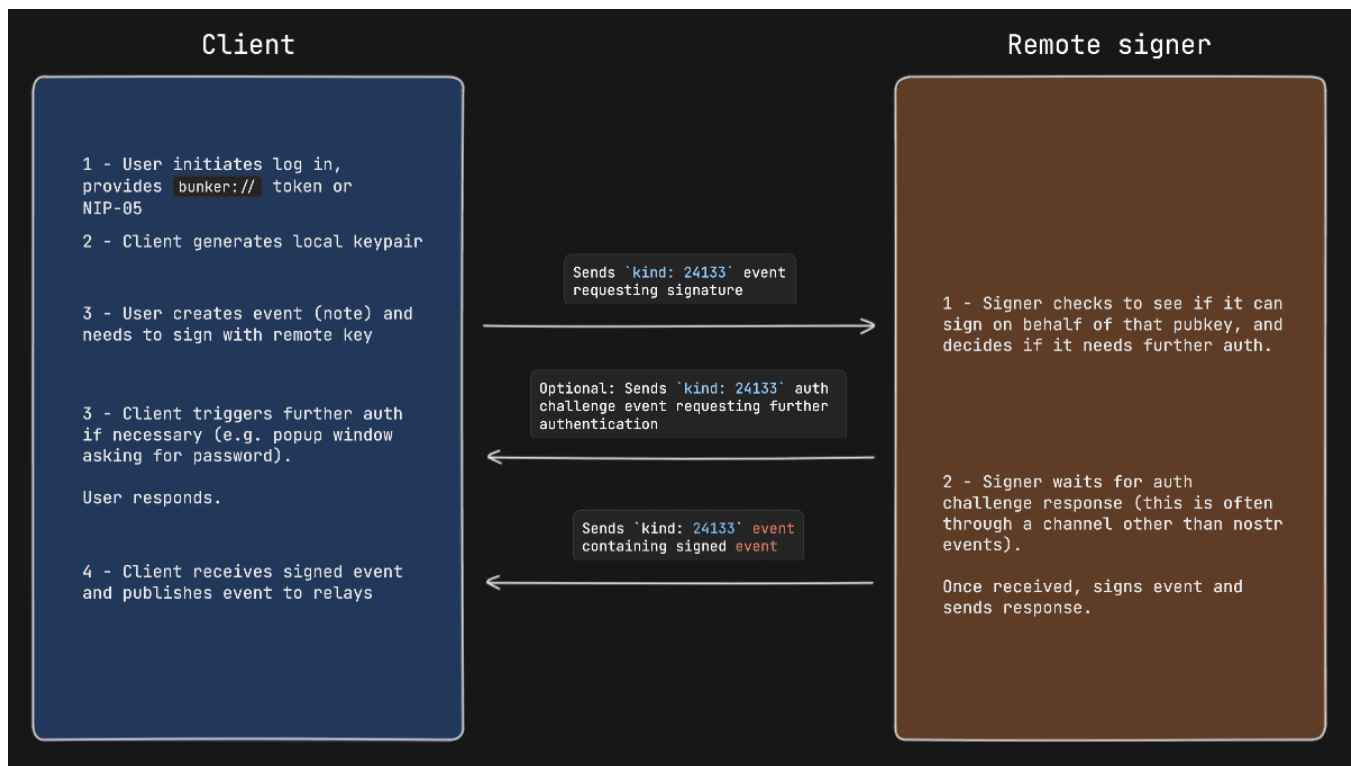 Client
1 - User initiates log in,
provides bunker:// token or
NIP-05
2 - Client generates local keypair
3 - User creates event (note) and
needs to sign with remote key
3 - Client triggers further auth
if necessary (e.g. popup window
asking for password).
User responds.
4 - Client receives signed event
and publishes event to relays
Sends `kind: 24133` event
requesting signature
Optional: Sends `kind: 24133` auth
challenge event requesting further
authentication
Sends `kind: 24133` event
containing signed event
Remote signer
1 - Signer checks to see if it can
sign on behalf of that pubkey, and
decides if it needs further auth.
2 - Signer waits for auth
challenge response (this is often
through a channel other than nostr
events).
Once received, signs event and
sends response.